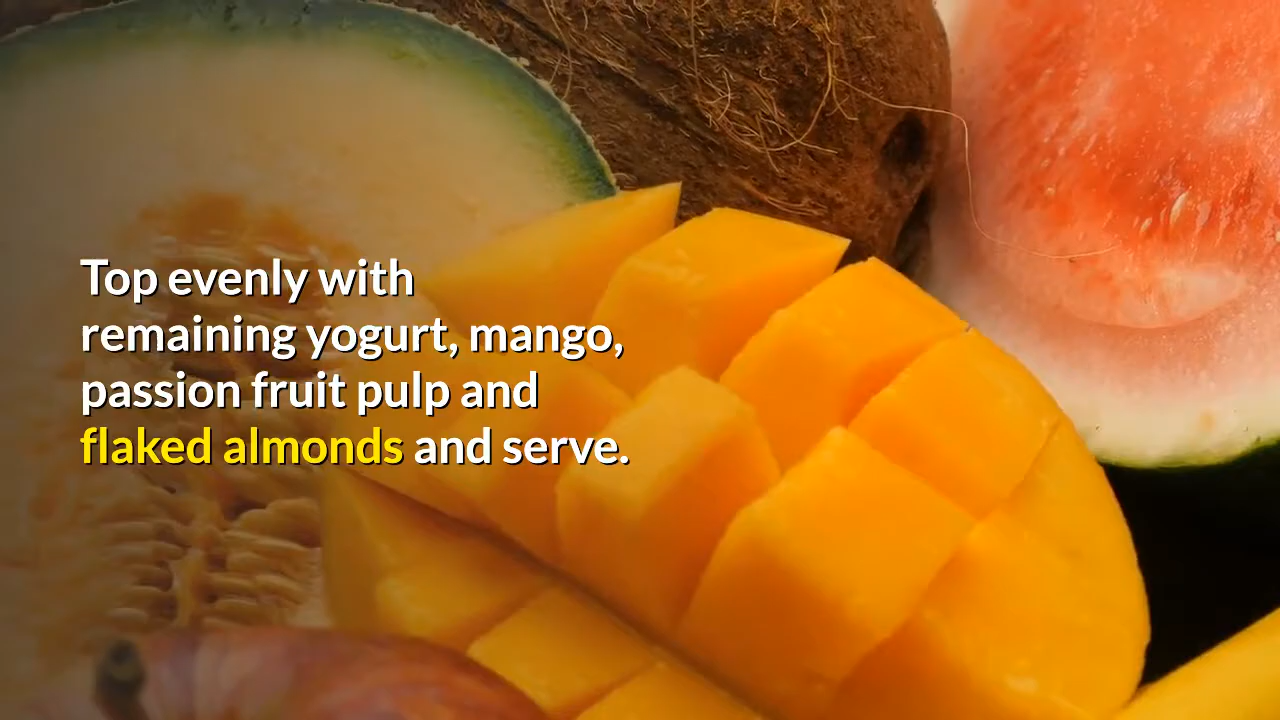 Top evenly with
remaining yogurt, mango,
passion fruit pulp and
flaked almonds and serve.